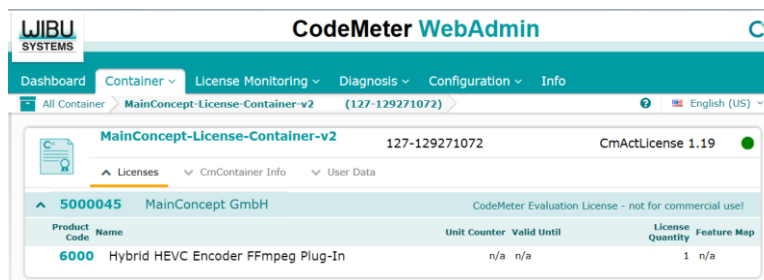 WIBU
SYSTEMS
CodeMeter WebAdmin
Dashboard Container License Monitoring Diagnosis Configuration Info
All Container MainConcept-License-Container-v2 (127-129271072) English (US)
MainConcept-License-Container-v2 127-129271072 CmActLicense 1.19
Licenses CmContainer Info User Data
5000045 MainConcept GmbH CodeMeter Evaluation License - not for commercial use!
Product Code Name Unit Counter Valid Until License Quantity Feature Map
6000 Hybrid HEVC Encoder FFmpeg Plug-In n/a n/a 1 n/a